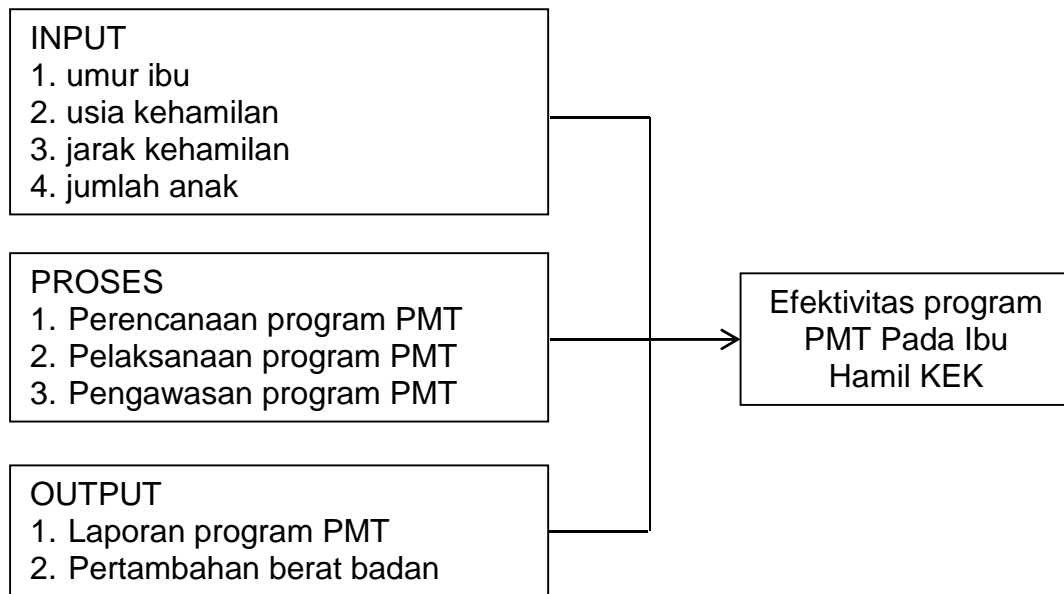 INPUT
1. umur ibu
2. usia kehamilan
3. jarak kehamilan
4. jumlah anak
PROSES
1. Perencanaan program PMT
2. Pelaksanaan program PMT
3. Pengawasan program PMT
OUTPUT
1. Laporan program PMT
2. Pertambahan berat badan
Efektivitas program
PMT Pada Ibu
Hamil KEK